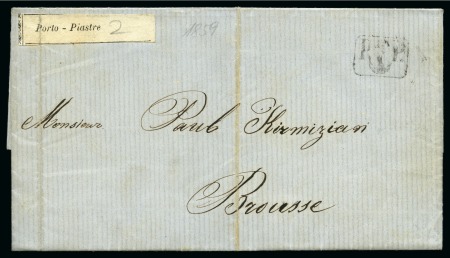 Porto - Piastre 2
1859
Monsieur Paul Kirmizian
Brousse